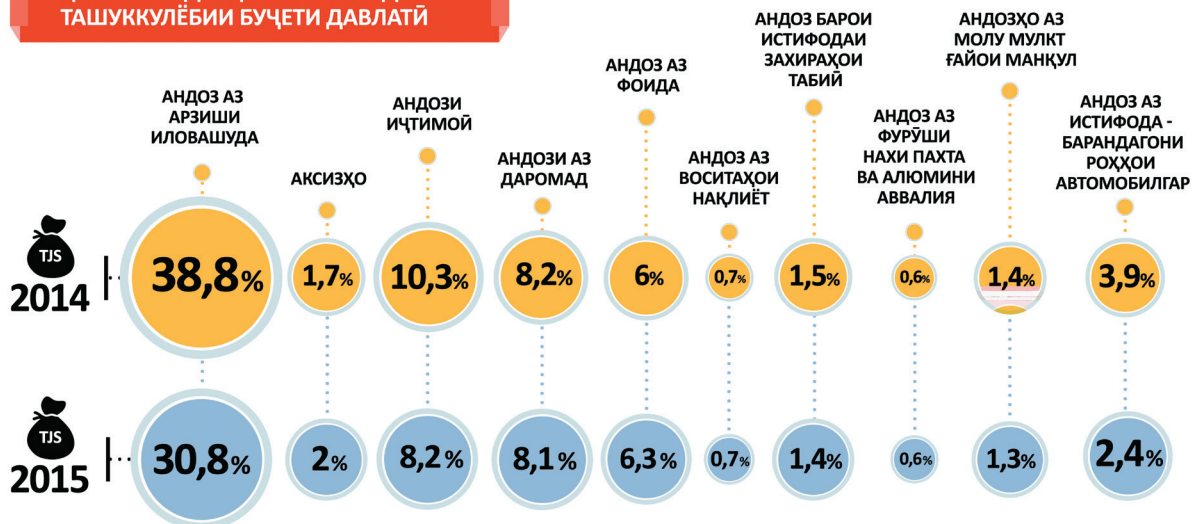 ТАШУККУЛЁБИИ БУҶЕТИ ДАВЛАТӢ
АНДОЗ АЗ
АРЗИШИ
ИЛОВАШУДА
АКСИЗҲО
АНДОЗИ
ИҶТИМОӢ
АНДОЗИ АЗ
ДАРОМАД
АНДОЗ АЗ
ФОИДА
АНДОЗ АЗ
ВОСИТАҲОИ
НАҚЛИЁТ
АНДОЗ БАРОИ
ИСТИФОДАИ
ЗАХИРАҲОИ
ТАБИӢ
АНДОЗ АЗ
ФУРӮШИ
НАХИ ПАХТА
ВА АЛЮМИНИ
АВВАЛИЯ
АНДОЗҲО АЗ
МОЛУ МУЛКТ
ҒАЙОИ МАНҚУЛ
АНДОЗ АЗ
ИСТИФОДА -
БАРАНДАГОНИ
РОҲҲОИ
АВТОМОБИЛГАР
TJS
2014
38,8%
1,7%
10,3%
8,2%
6%
0,7%
1,5%
0,6%
1,4%
3,9%
TJS
2015
30,8%
2%
8,2%
8,1%
6,3%
0,7%
1,4%
0,6%
1,3%
2,4%